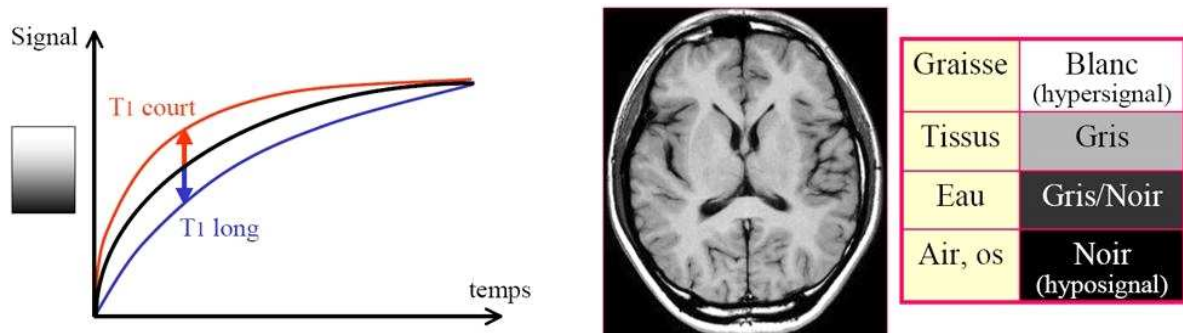 Signal
T1 court
T1 long
temps
Graisse
Blanc
(hypersignal)
Tissus
Gris
Eau
Gris/Noir
Air, os
Noir
(hyposignal)